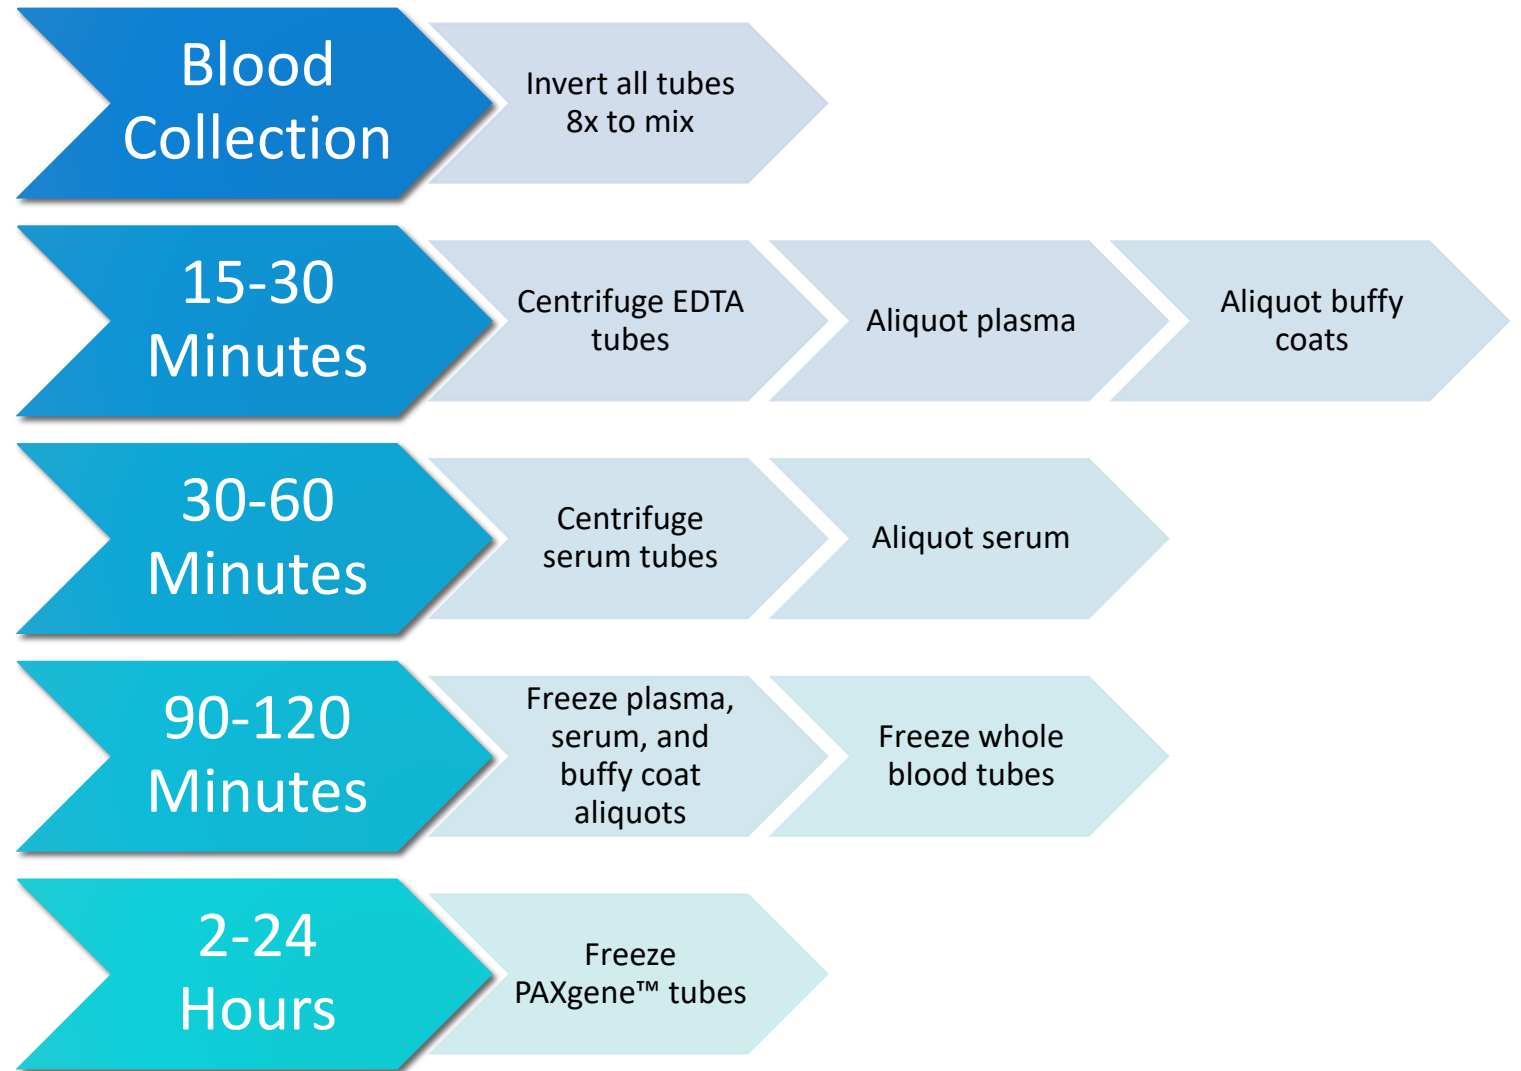 Blood
Collection
Invert all tubes
8x to mix
15-30
Minutes
Centrifuge EDTA
tubes
Aliquot plasma
Aliquot buffy
coats
30-60
Minutes
Centrifuge
serum tubes
Aliquot serum
90-120
Minutes
Freeze plasma,
serum, and
buffy coat
aliquots
Freeze whole
blood tubes
2-24
Hours
Freeze
PAXgene™ tubes